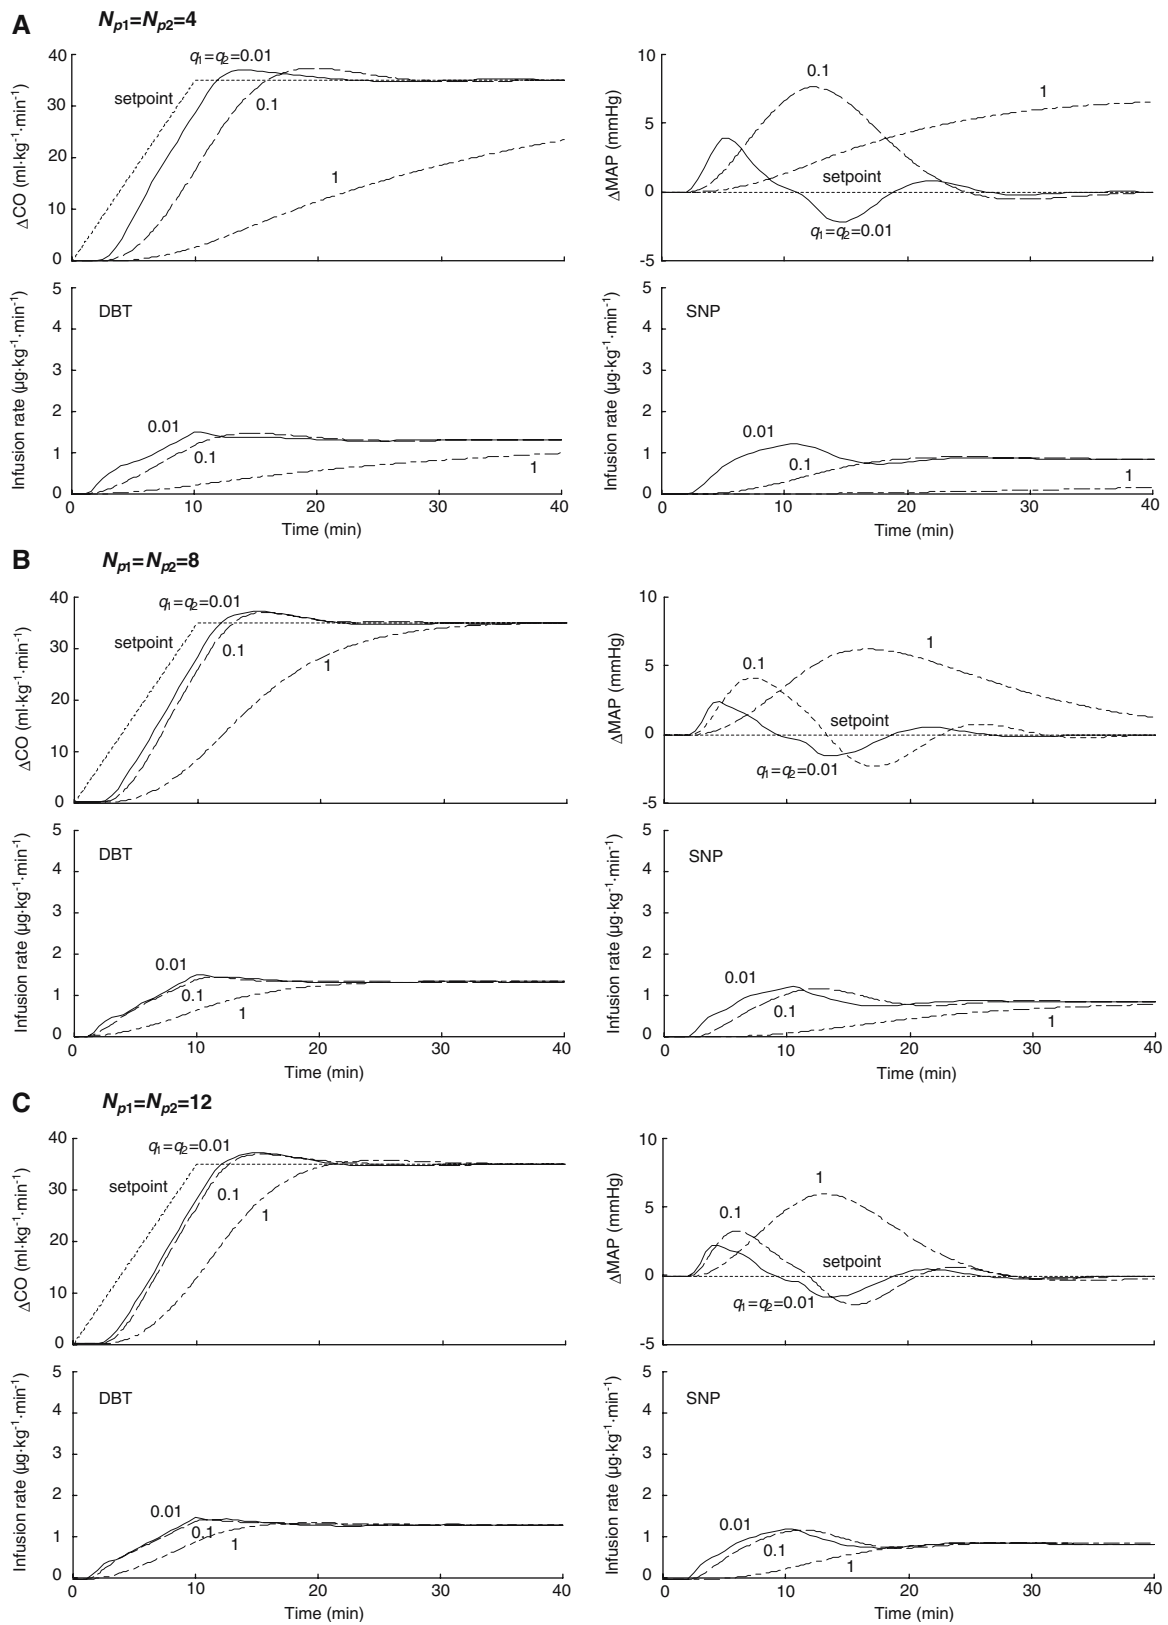 A
Np1=Np2=4
40
30
20
10
0
ΔCO (ml·kg-1·min-1)
q1=q2=0.01
setpoint
0.1
1
10
5
0
-5
ΔMAP (mmHg)
0.1
1
setpoint
q1=q2=0.01
5
4
3
2
1
0
Infusion rate (µg·kg-1·min-1)
DBT
0.01
0.1
1
0 10 20 30 40
Time (min)
5
4
3
2
1
0
Infusion rate (µg·kg-1·min-1)
SNP
0.01
0.1
1
0 10 20 30 40
Time (min)
B
Np1=Np2=8
40
30
20
10
0
ΔCO (ml·kg-1·min-1)
q1=q2=0.01
setpoint
0.1
1
10
5
0
-5
ΔMAP (mmHg)
0.1
1
setpoint
q1=q2=0.01
5
4
3
2
1
0
Infusion rate (µg·kg-1·min-1)
DBT
0.01
0.1
1
0 10 20 30 40
Time (min)
5
4
3
2
1
0
Infusion rate (µg·kg-1·min-1)
SNP
0.01
0.1
1
0 10 20 30 40
Time (min)
C
Np1=Np2=12
40
30
20
10
0
ΔCO (ml·kg-1·min-1)
q1=q2=0.01
setpoint
0.1
1
10
5
0
-5
ΔMAP (mmHg)
1
0.1
setpoint
q1=q2=0.01
5
4
3
2
1
0
Infusion rate (µg·kg-1·min-1)
DBT
0.01
0.1
1
0 10 20 30 40
Time (min)
5
4
3
2
1
0
Infusion rate (µg·kg-1·min-1)
SNP
0.01
0.1
1
0 10 20 30 40
Time (min)